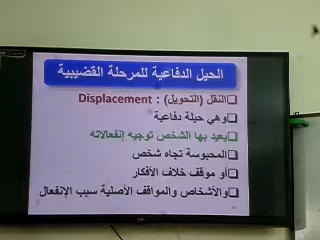 الحيل الدفاعية للمرحلة القضيبية
❑النقل (التحويل) : Displacement
❑وهي حيلة دفاعية
❑يعيد بها الشخص توجيه إنفعالاته
❑المحبوسة تجاه شخص
❑أو موقف خلاف الأفكار
❑والأشخاص والمواقف الأصلية سبب الإنفعال